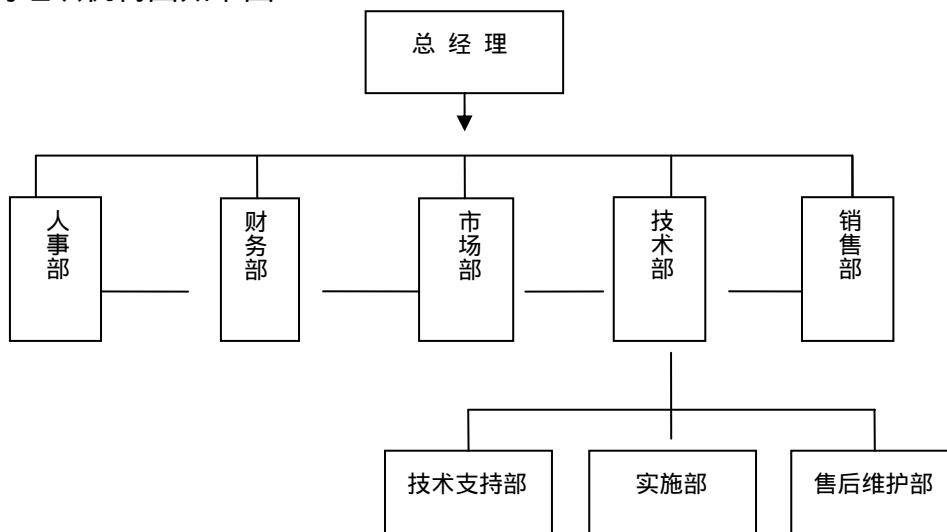 总 经 理
人事部
财务部
市场部
技术部
销售部
技术支持部
实施部
售后维护部